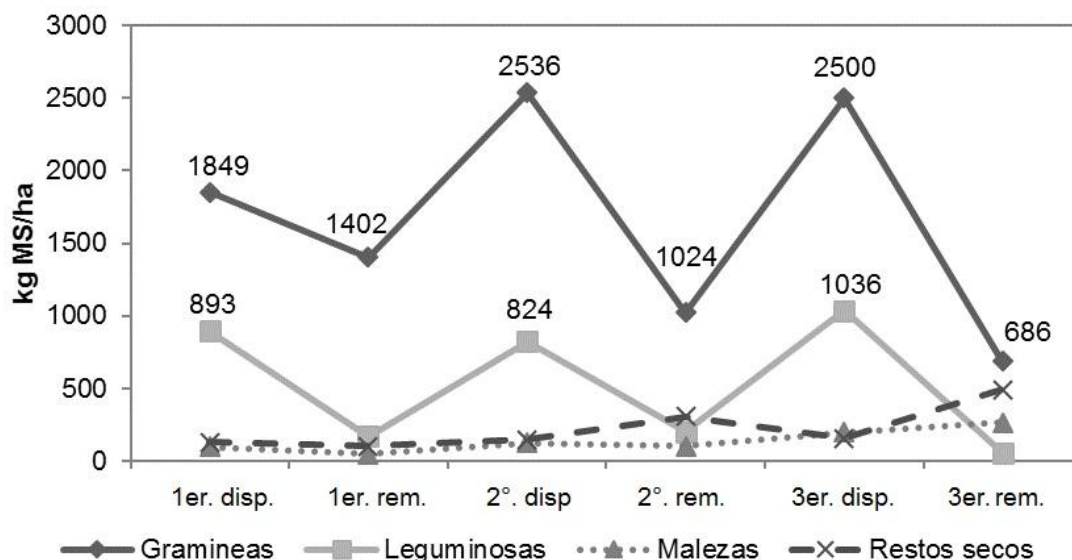 3000
2500
2000
1500
1000
500
0
kg MS/ha
1849
1402
2536
1024
2500
686
893
824
1036
1er. disp.
1er. rem.
2°. disp
2°. rem.
3er. disp.
3er. rem.
Gramineas
Leguminosas
Malezas
Restos secos